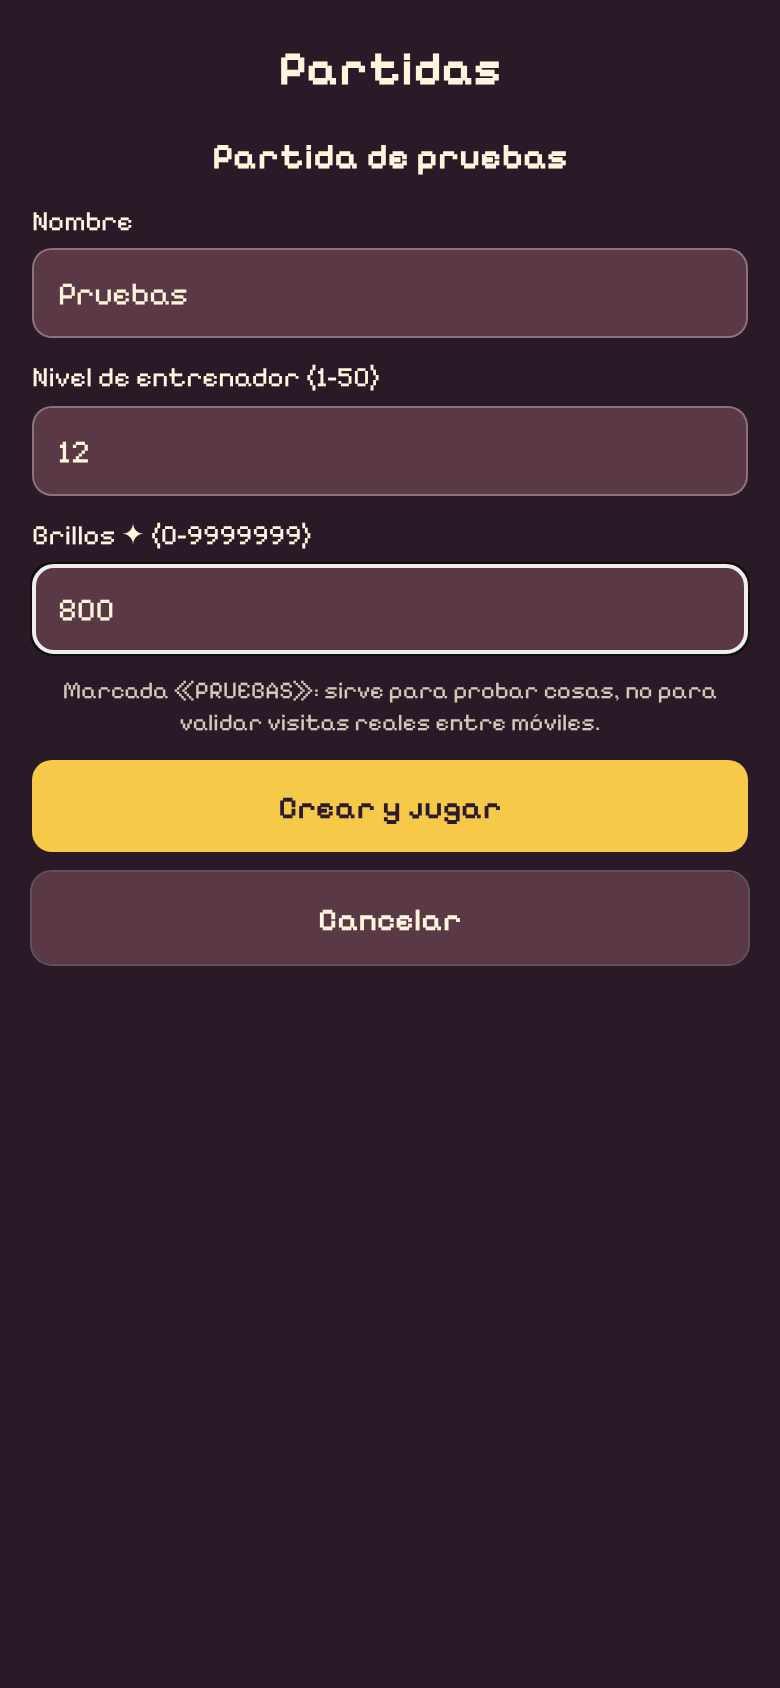 Partidas
Partida de pruebas
Nombre
Pruebas
Nivel de entrenador (1-50)
12
Brillos ✦ (0-9999999)
800
Marcada «PRUEBAS»: sirve para probar cosas, no para
validar visitas reales entre móviles.
Crear y jugar
Cancelar